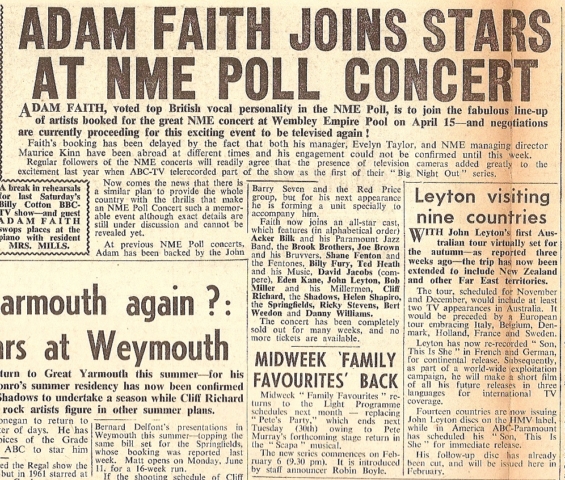 ADAM FAITH JOINS STARS
AT NME POLL CONCERT
ADAM FAITH, voted top British vocal personality in the NME Poll, is to join the fabulous line-up
of artists booked for the great NME concert at Wembley Empire Pool on April 15—and negotiations
are currently proceeding for this exciting event to be televised again !
Faith's booking has been delayed by the fact that both his manager, Evelyn Taylor, and NME managing director
Maurice Kinn have been abroad at different times and his engagement could not be confirmed until this week.
Regular followers of the NME concerts will readily agree that the presence of television cameras added greatly to the
excitement last year when ABC-TV telerecorded part of the show as the first of their "Big Night Out" series.
A break in rehearsals
for last Saturday's
Billy Cotton BBC-
TV show—and guest
ADAM FAITH
swops places at the
piano with resident
MRS. MILLS.
Now comes the news that there is
a similar plan to provide the whole
country with the thrills that make
an NME Poll Concert such a memor-
able event although exact details are
still under discussion and cannot be
revealed yet.
At previous NME Poll concerts,
Adam has been backed by the John
Barry Seven and the Red Price
group, but for his next appearance
he is forming a unit specially to
accompany him.
Faith now joins an all-star cast,
which features (in alphabetical order)
Acker Bilk and his Paramount Jazz
Band, the Brook Brothers, Joe Brown
and his Bruvvers, Shane Fenton and
the Fentones, Billy Fury, Ted Heath
and his Music, David Jacobs (com-
pere), Eden Kane, John Leyton, Bob
Miller and his Millermen, Cliff
Richard, the Shadows, Helen Shapiro,
the Springfields, Ricky Stevens, Bert
Weedon and Danny Williams.
The concert has been completely
sold out for many weeks, and no
more tickets are available.
MIDWEEK 'FAMILY
FAVOURITES' BACK
Midweek "Family Favourites" re-
turns to the Light Programme
schedules next month — replacing
"Pete's Party," which ends next
Tuesday (30th) owing to Pete
Murray's forthcoming stage return in
the "Scapa" musical.
The new series commences on Feb-
ruary 6 (9.30 pm). It is introduced
by staff announcer Robin Boyle.
Leyton visiting
nine countries
WITH John Leyton's first Aus-
tralian tour virtually set for
the autumn—as reported three
weeks ago—the trip has now been
extended to include New Zealand
and other Far East territories.
The tour, scheduled for November
and December, would include at least
two TV appearances in Australia. It
would be preceded by a European
tour embracing Italy, Belgium, Den-
mark, Holland, France and Sweden.
Leyton has now re-recorded "Son,
This Is She" in French and German,
for continental release. Subsequently,
as part of a world-wide exploitation
campaign, he will make a short film
of all his future releases in three
languages for international TV
coverage.
Fourteen countries are now issuing
John Leyton discs on the HMV label,
while in America ABC-Paramount
has scheduled his "Son, This Is
She" for immediate release.
His follow-up disc has already
been cut, and will be issued here in
February.
armouth again ?:
rs at Weymouth
turn to Great Yarmouth this summer—for his
onro's summer residency has now been confirmed
Shadows to undertake a season while Cliff Richard
rock artists figure in other summer plans.
onegan to return to
er of days. He has
oices of the Grade
ABC to star him
ed the Regal show (he
but in 1961 starred at
Bernard Delfont's presentations in
Weymouth this summer—topping the
same bill set for the Springfields,
whose booking was reported last
week. Matt opens on Monday, June
11, for a 16-week run.
If the shooting schedule of Cliff